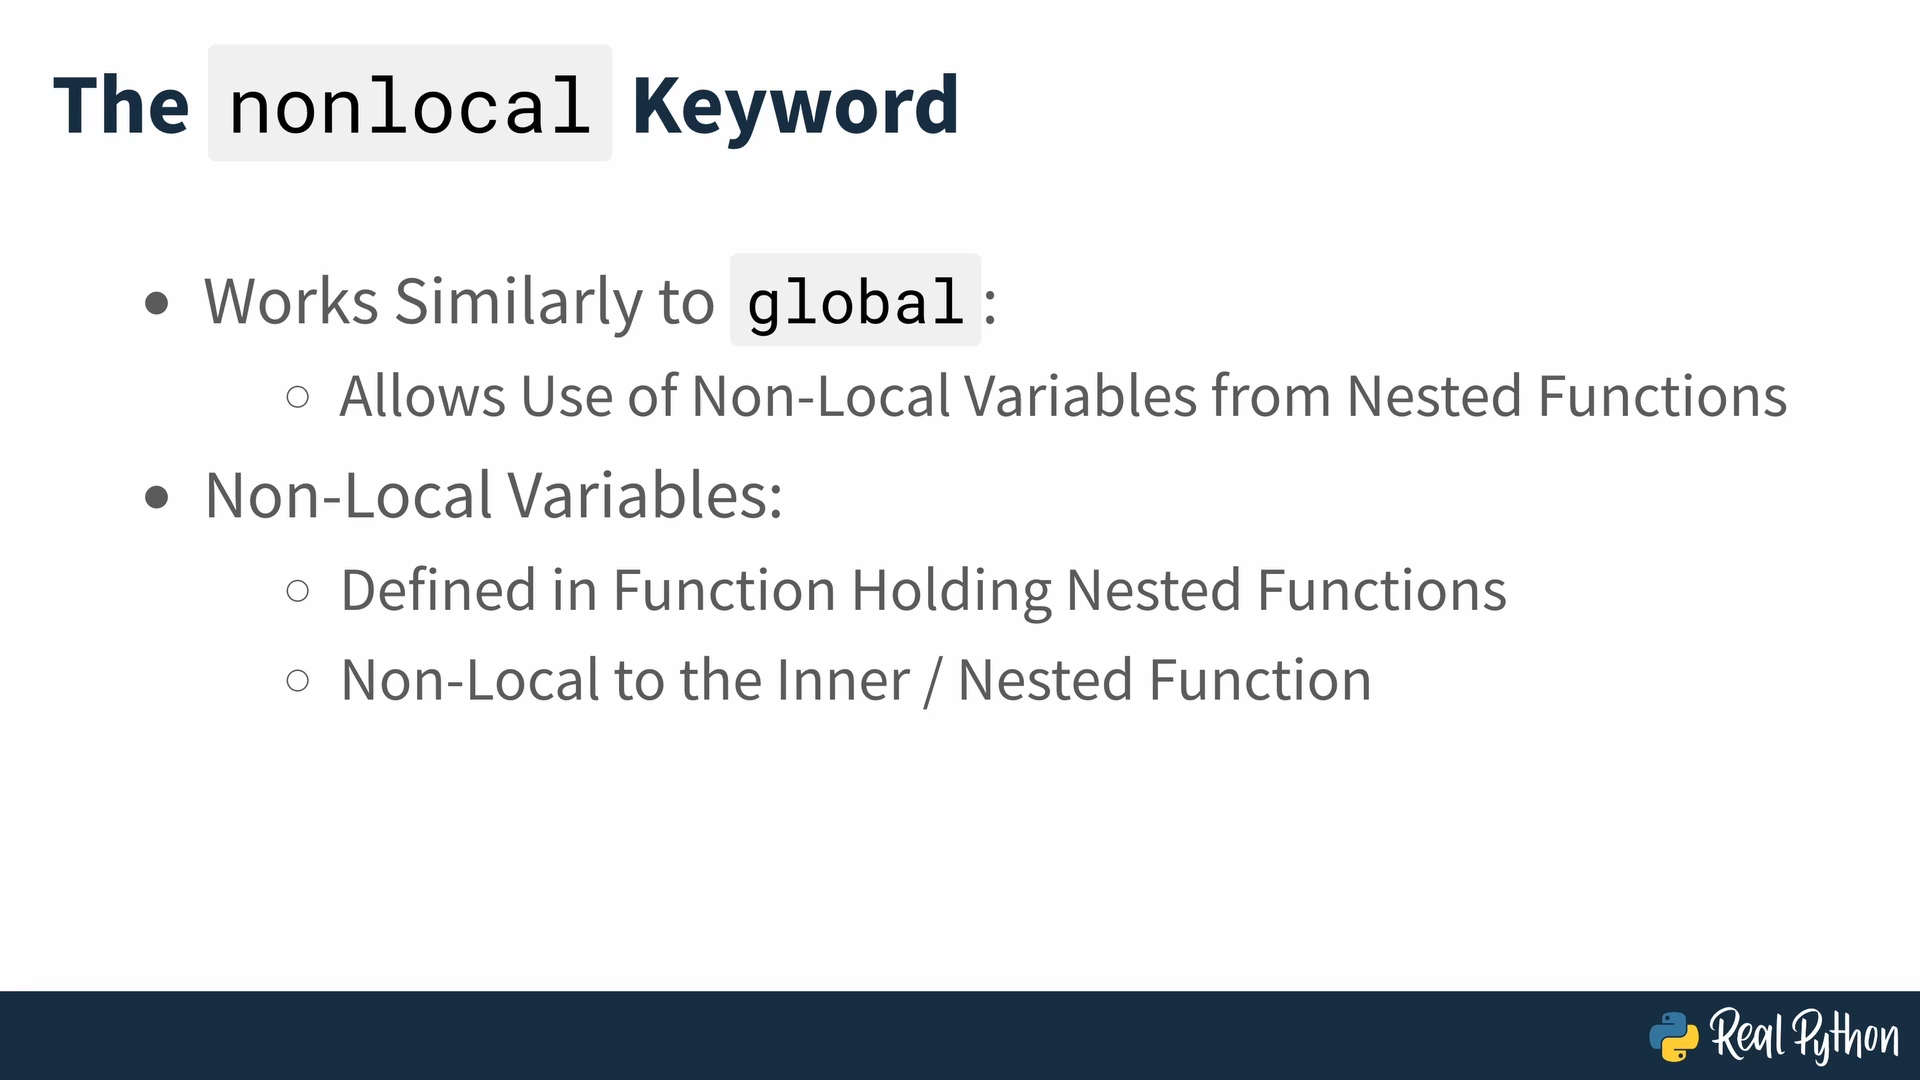 The nonlocal Keyword
Works Similarly to global:
Allows Use of Non-Local Variables from Nested Functions
Non-Local Variables:
Defined in Function Holding Nested Functions
Non-Local to the Inner / Nested Function
Real Python